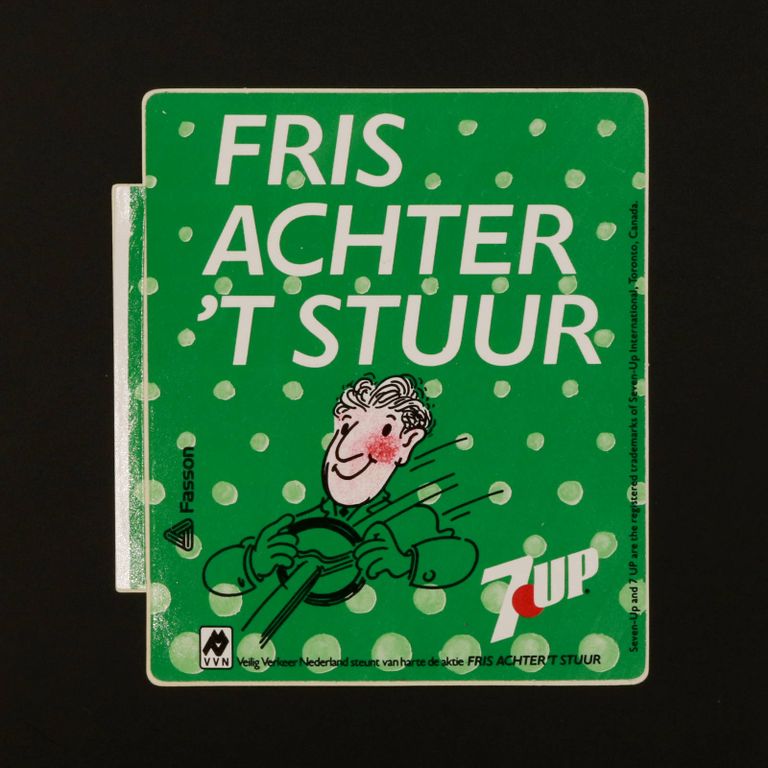 FRIS
ACHTER
'T STUUR
Seven-Up and 7 UP are the registered trademarks of Seven-Up International, Toronto, Canada.
Fasson
7UP
VVN
Veilig Verkeer Nederland steunt van harte de aktie FRIS ACHTER 'T STUUR